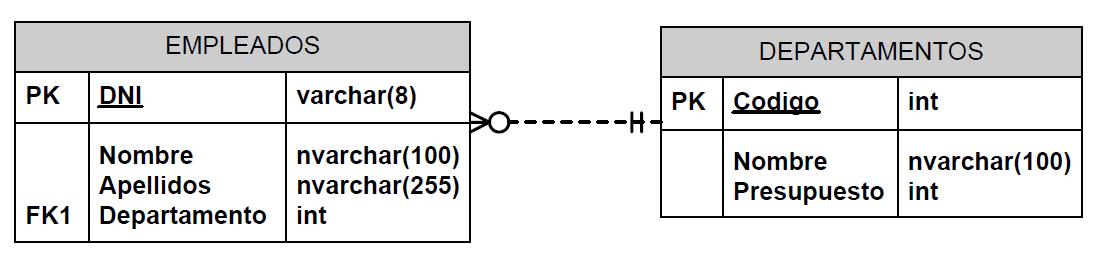 EMPLEADOS
PK DNI varchar(8)
Nombre nvarchar(100)
Apellidos nvarchar(255)
FK1 Departamento int
DEPARTAMENTOS
PK Codigo int
Nombre nvarchar(100)
Presupuesto int